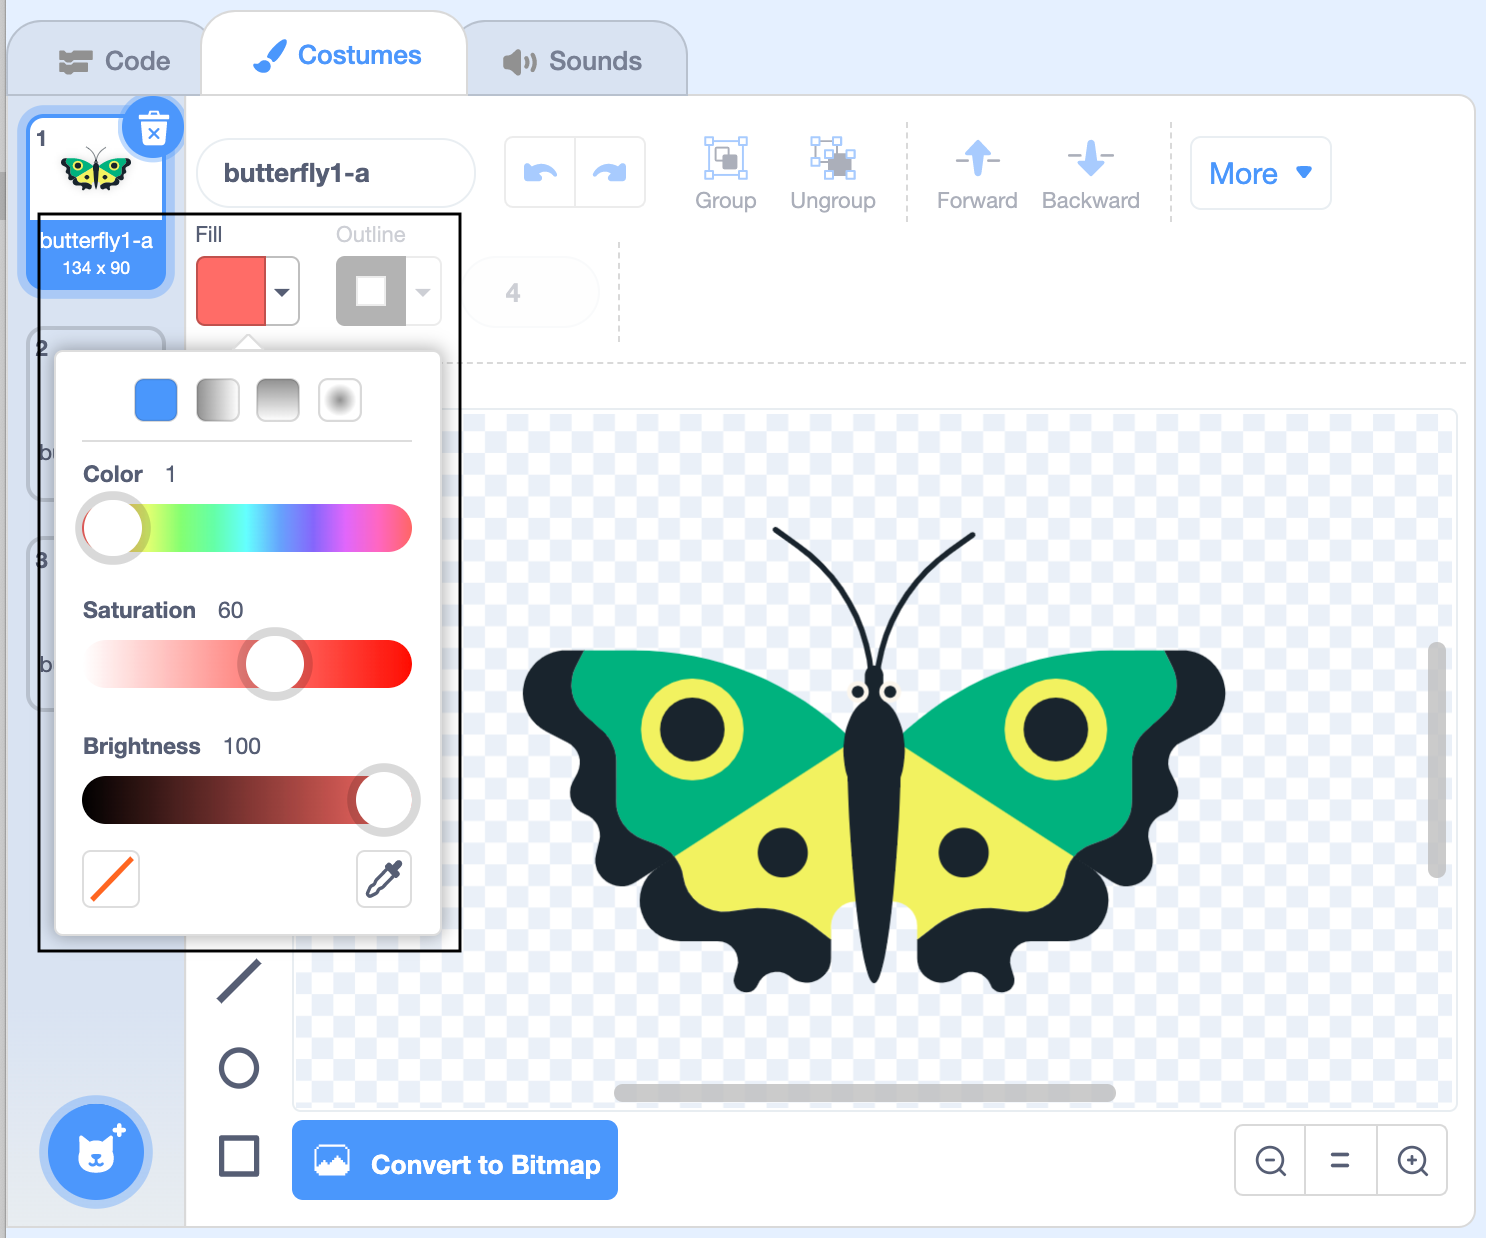 Code
Costumes
Sounds
1
butterfly1-a
134 x 90
butterfly1-a
Group
Ungroup
Forward
Backward
More
Fill
Outline
4
2
Color 1
3
Saturation 60
Brightness 100
Convert to Bitmap